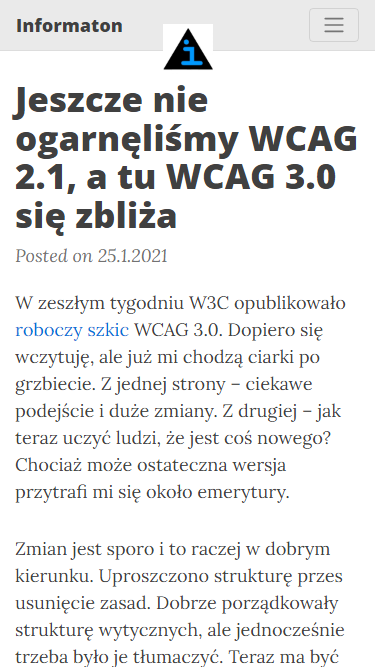 Informaton
Jeszcze nie
ogarnęliśmy WCAG
2.1, a tu WCAG 3.0
się zbliża
Posted on 25.1.2021
W zeszłym tygodniu W3C opublikowało
roboczy szkic WCAG 3.0. Dopiero się
wczytuję, ale już mi chodzą ciarki po
grzbiecie. Z jednej strony – ciekawe
podejście i duże zmiany. Z drugiej – jak
teraz uczyć ludzi, że jest coś nowego?
Chociaż może ostateczna wersja
przytrafi mi się około emerytury.
Zmian jest sporo i to raczej w dobrym
kierunku. Uproszczono strukturę przes
usunięcie zasad. Dobrze porządkowały
strukturę wytycznych, ale jednocześnie
trzeba było je tłumaczyć. Teraz ma być